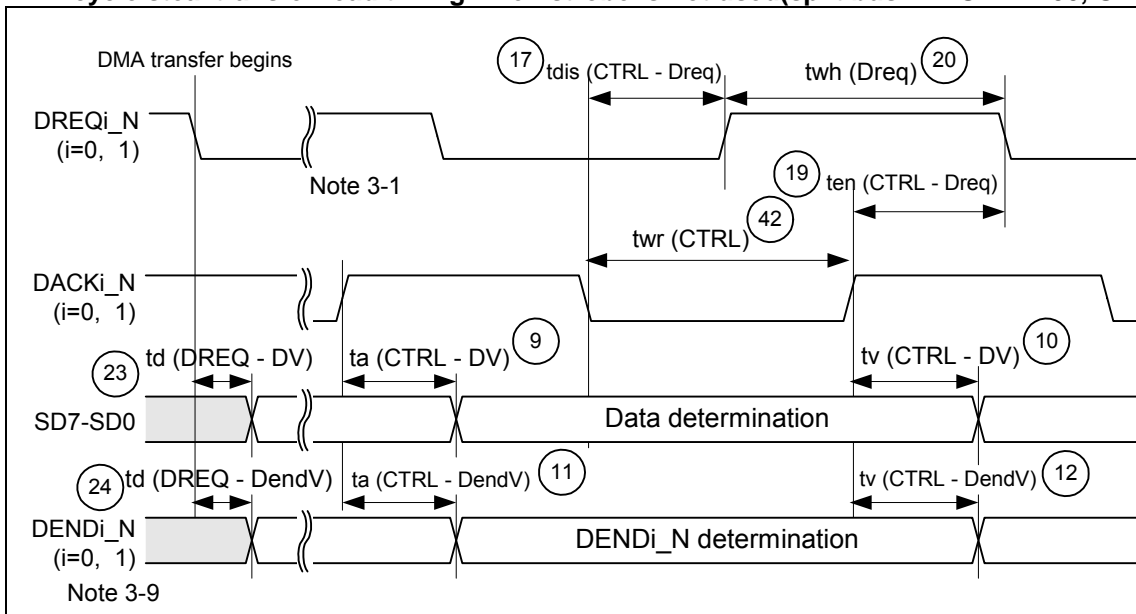 DMA transfer begins
17 tdis (CTRL - Dreq)
twh (Dreq) 20
DREQi_N
(i=0, 1)
Note 3-1
19 ten (CTRL - Dreq)
twr (CTRL) 42
DACKi_N
(i=0, 1)
23 td (DREQ - DV)
ta (CTRL - DV) 9
tv (CTRL - DV) 10
SD7-SD0
Data determination
24 td (DREQ - DendV)
ta (CTRL - DendV) 11
tv (CTRL - DendV) 12
DENDi_N
(i=0, 1)
DENDi_N determination
Note 3-9